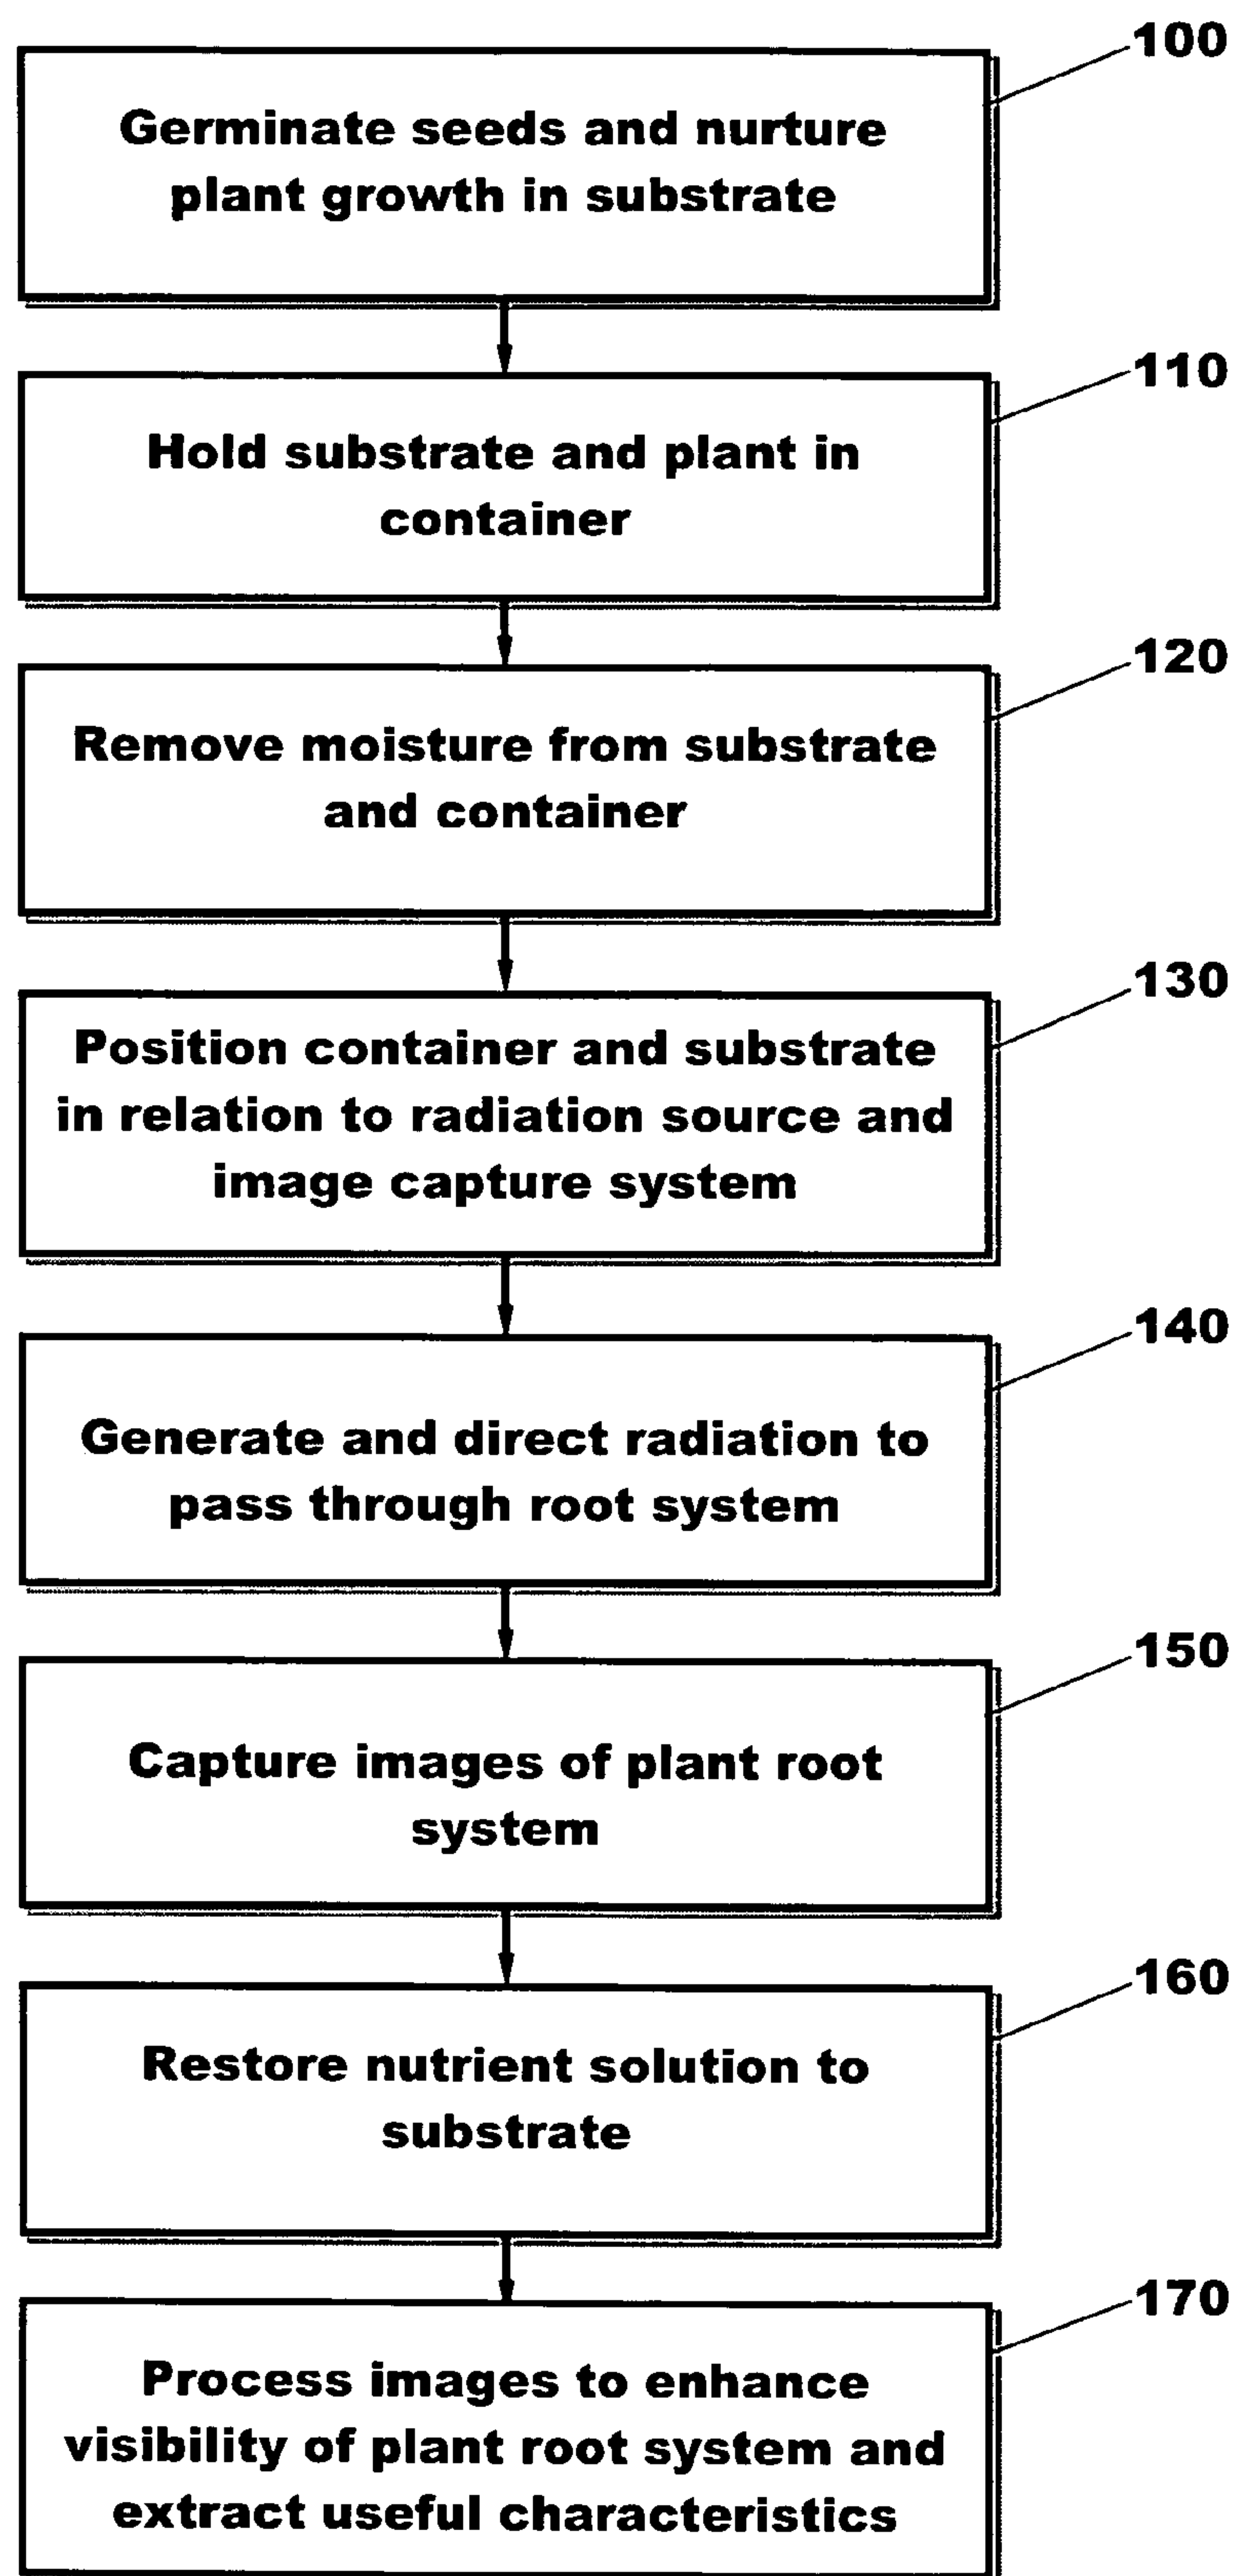 100
Germinate seeds and nurture
plant growth in substrate
110
Hold substrate and plant in
container
120
Remove moisture from substrate
and container
130
Position container and substrate
in relation to radiation source and
image capture system
140
Generate and direct radiation to
pass through root system
150
Capture images of plant root
system
160
Restore nutrient solution to
substrate
170
Process images to enhance
visibility of plant root system and
extract useful characteristics